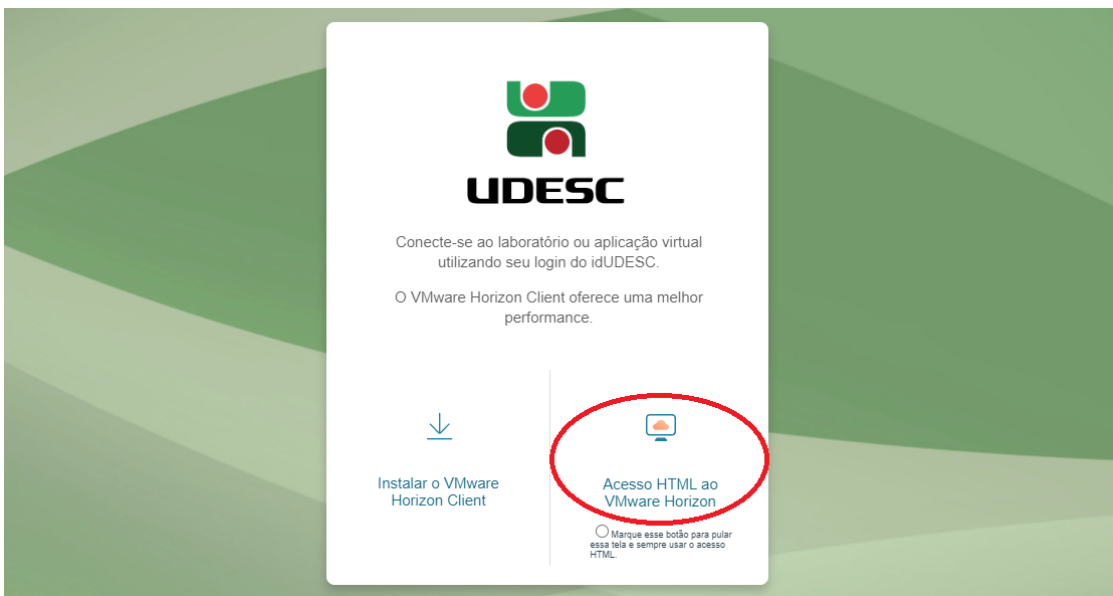 UDESC
Conecte-se ao laboratório ou aplicação virtual
utilizando seu login do idUDESC.
O VMware Horizon Client oferece uma melhor
performance.
Instalar o VMware
Horizon Client
Acesso HTML ao
VMware Horizon
Marque esse botão para pular
essa tela e sempre usar o acesso
HTML.